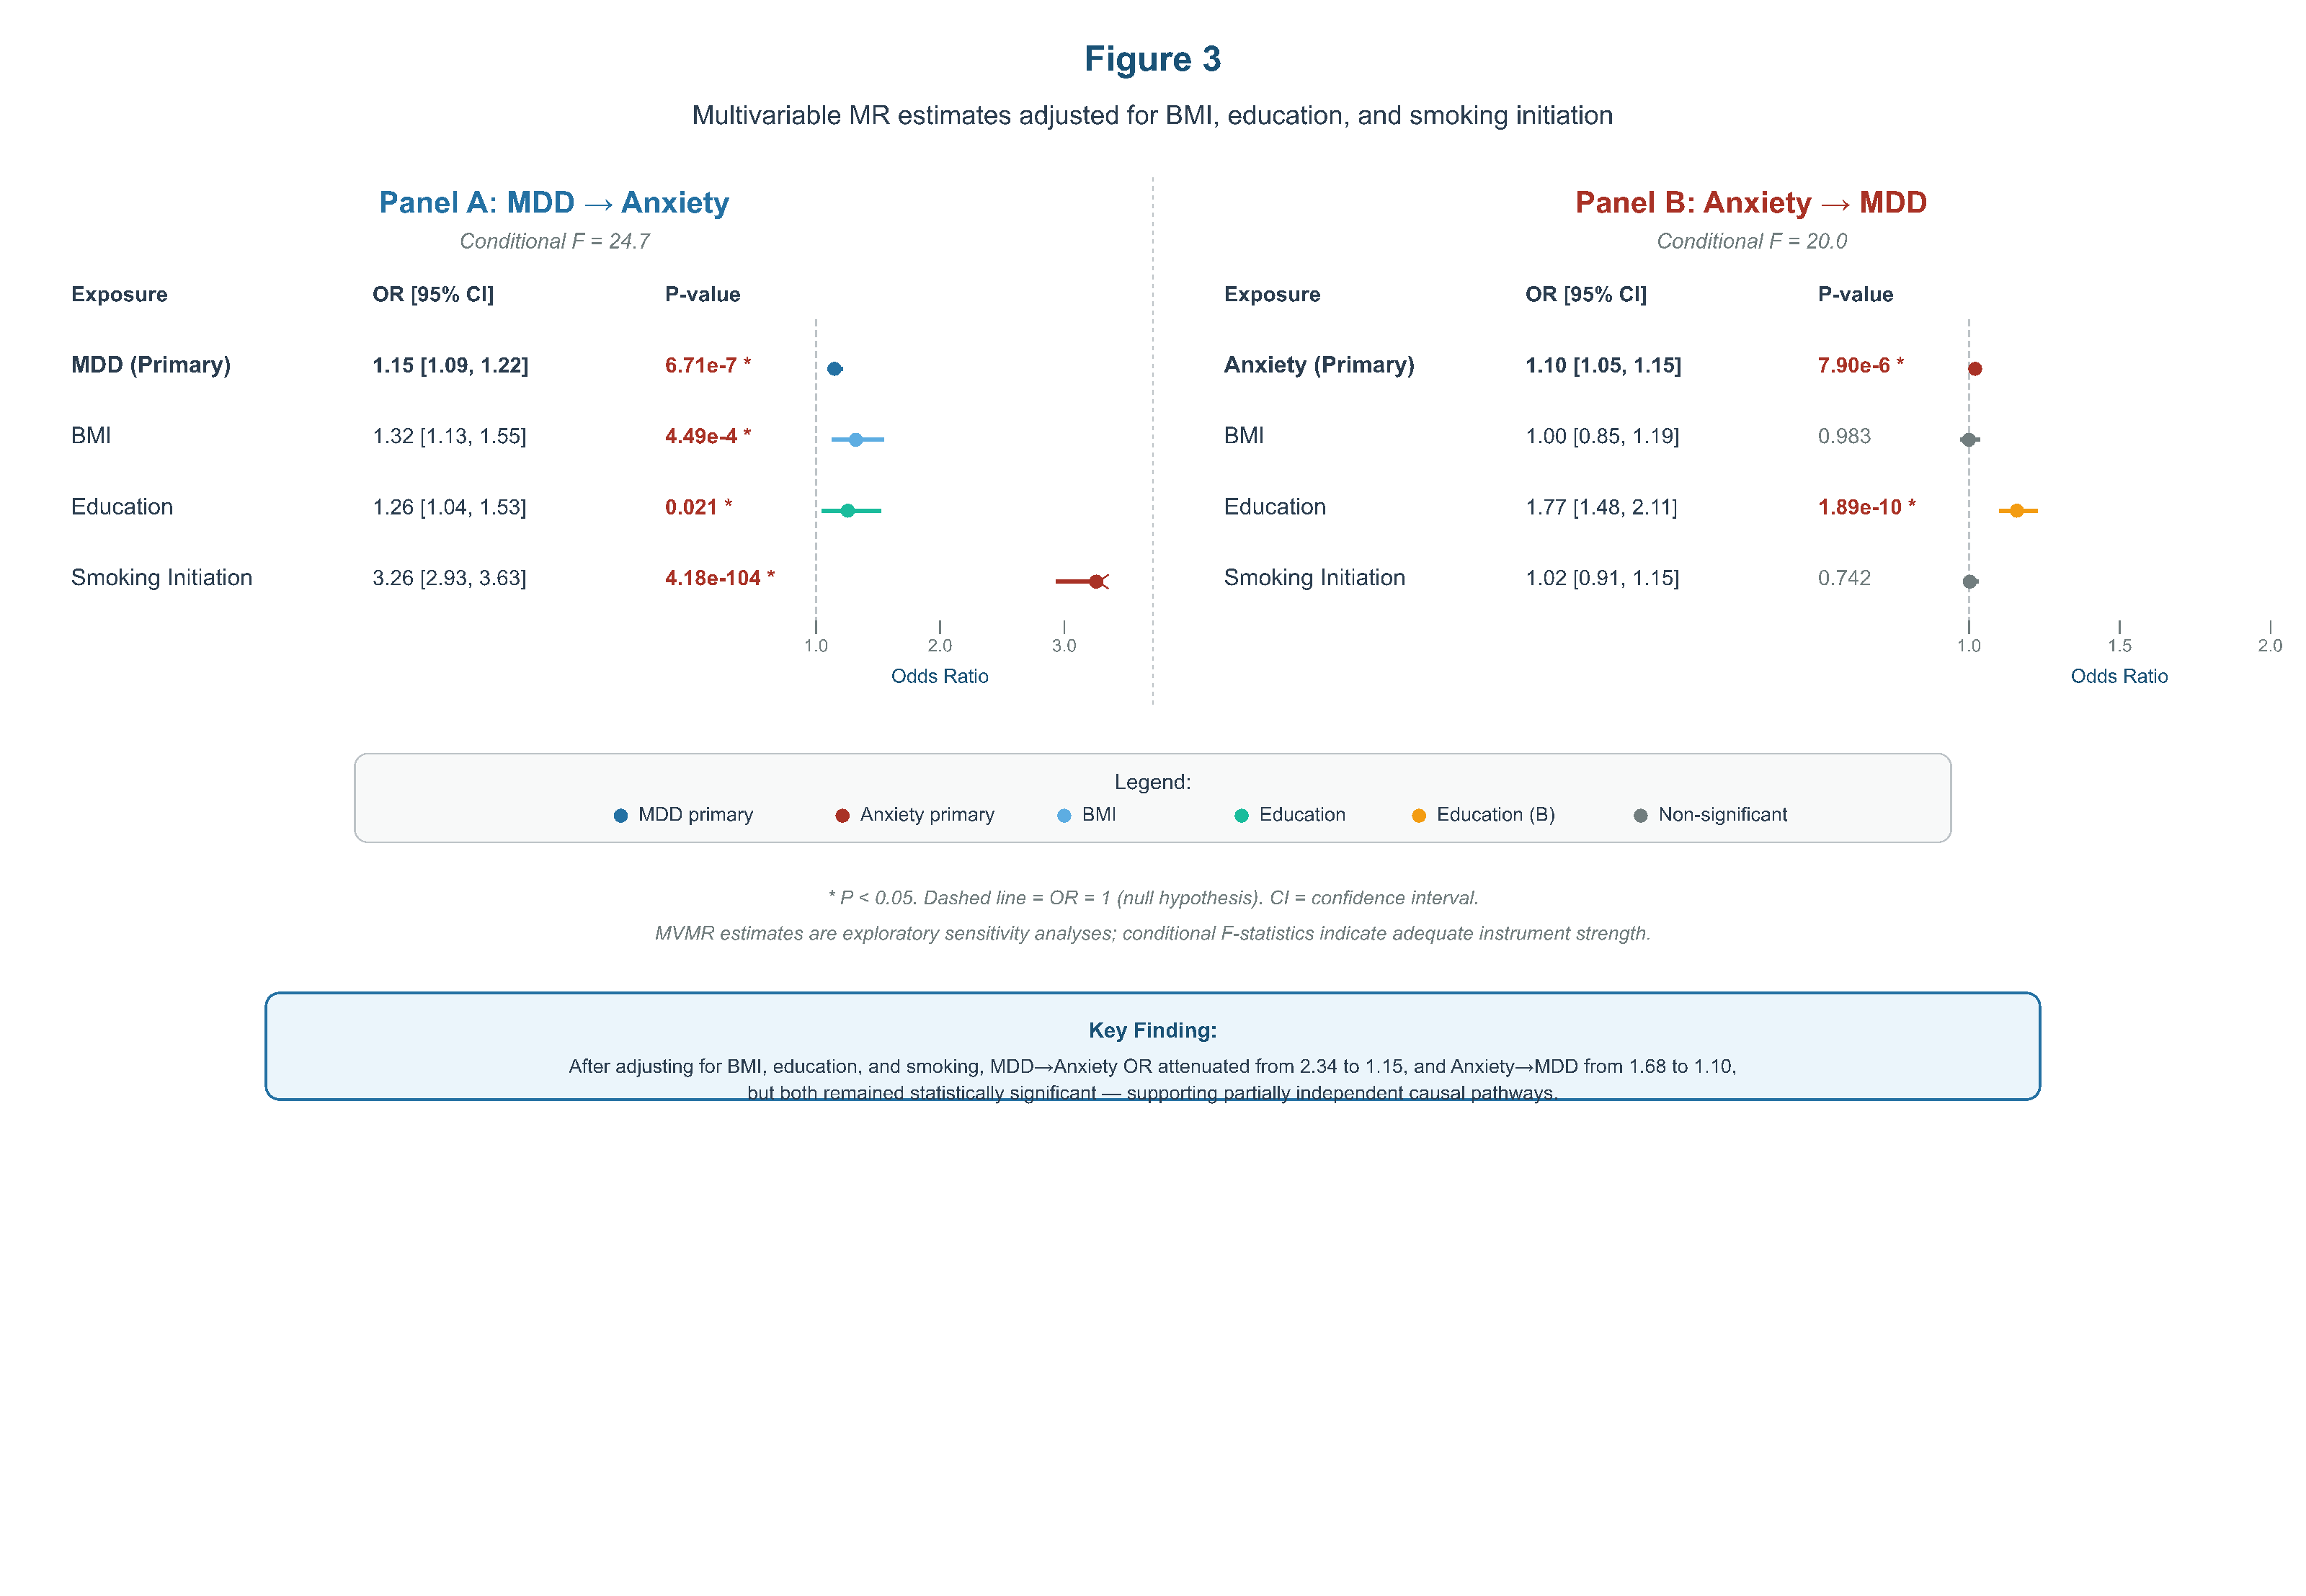 Figure 3
Multivariable MR estimates adjusted for BMI, education, and smoking initiation
Panel A: MDD → Anxiety
Conditional F = 24.7
Exposure OR [95% CI] P-value
MDD (Primary) 1.15 [1.09, 1.22] 6.71e-7 *
BMI 1.32 [1.13, 1.55] 4.49e-4 *
Education 1.26 [1.04, 1.53] 0.021 *
Smoking Initiation 3.26 [2.93, 3.63] 4.18e-104 *
1.0 2.0 3.0
Odds Ratio
Panel B: Anxiety → MDD
Conditional F = 20.0
Exposure OR [95% CI] P-value
Anxiety (Primary) 1.10 [1.05, 1.15] 7.90e-6 *
BMI 1.00 [0.85, 1.19] 0.983
Education 1.77 [1.48, 2.11] 1.89e-10 *
Smoking Initiation 1.02 [0.91, 1.15] 0.742
1.0 1.5 2.0
Odds Ratio
Legend:
MDD primary Anxiety primary BMI Education Education (B) Non-significant
* P < 0.05. Dashed line = OR = 1 (null hypothesis). CI = confidence interval.
MVMR estimates are exploratory sensitivity analyses; conditional F-statistics indicate adequate instrument strength.
Key Finding:
After adjusting for BMI, education, and smoking, MDD→Anxiety OR attenuated from 2.34 to 1.15, and Anxiety→MDD from 1.68 to 1.10,
but both remained statistically significant — supporting partially independent causal pathways.